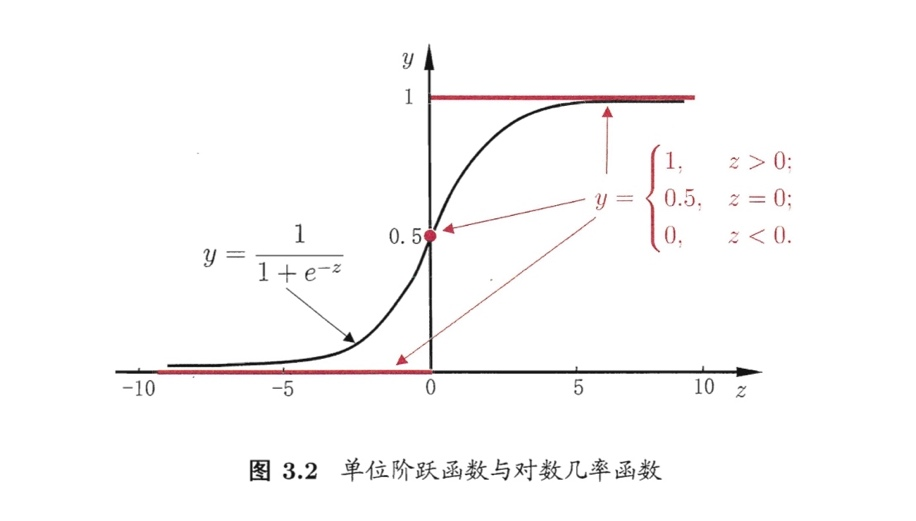 y
1
y = { 1, z > 0;
0.5, z = 0;
0, z < 0.
0.5
y = 1 / (1 + e^{-z})
-10 -5 0 5 10 z
图 3.2 单位阶跃函数与对数几率函数